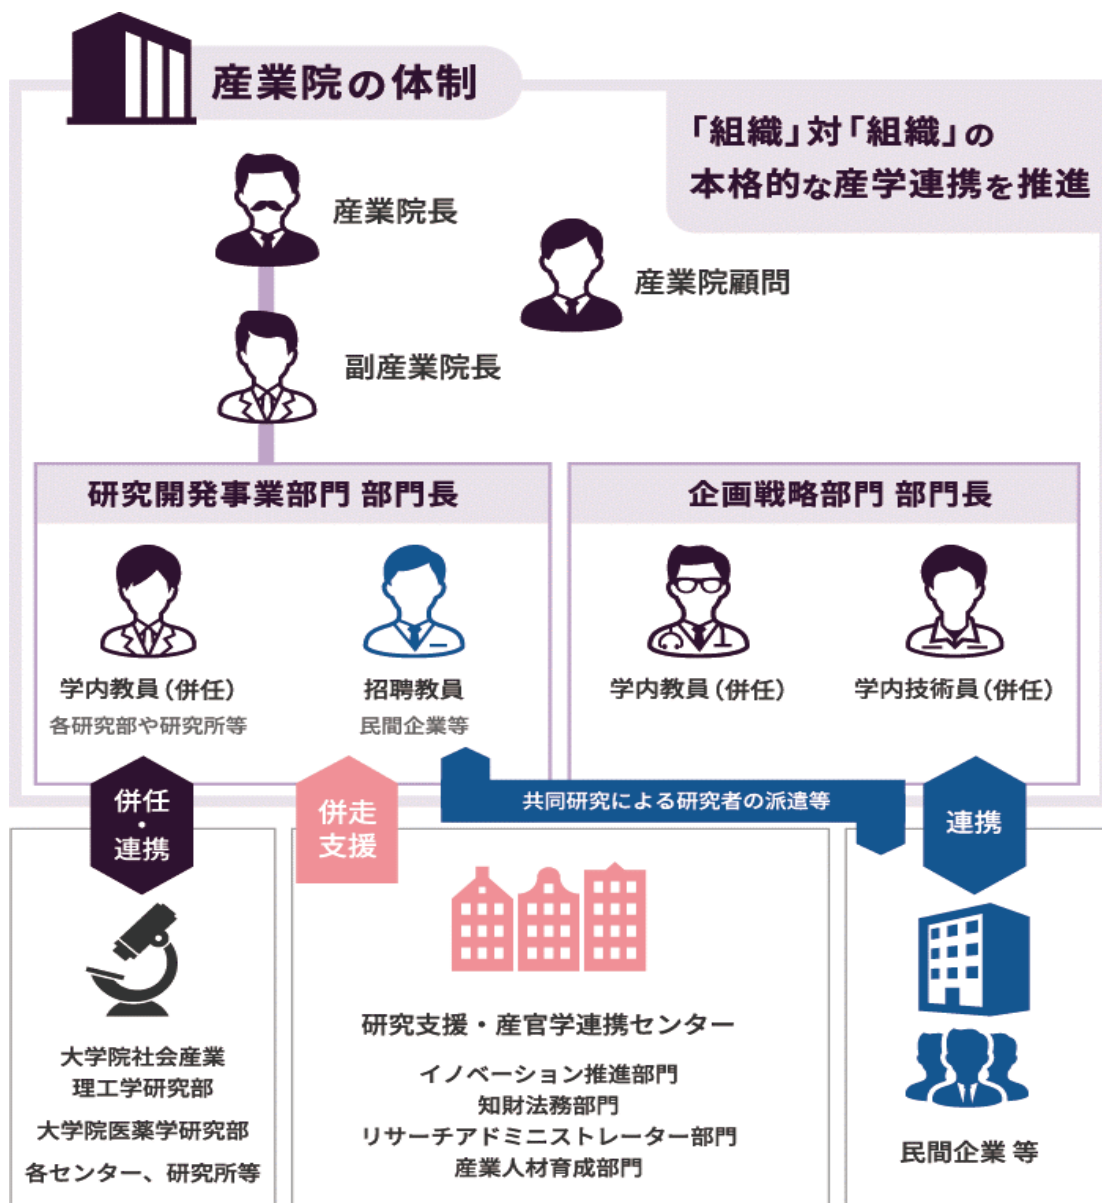 産業院の体制
「組織」対「組織」の
本格的な産学連携を推進
産業院長
産業院顧問
副産業院長
研究開発事業部門 部門長
学内教員(併任)
各研究部や研究所等
招聘教員
民間企業等
企画戦略部門 部門長
学内教員(併任)
学内技術員(併任)
併任
・
連携
併走
支援
共同研究による研究者の派遣等
連携
大学院社会産業
理工学研究部
大学院医薬学研究部
各センター、研究所等
研究支援・産官学連携センター
イノベーション推進部門
知財法務部門
リサーチアドミニストレーター部門
産業人材育成部門
民間企業 等